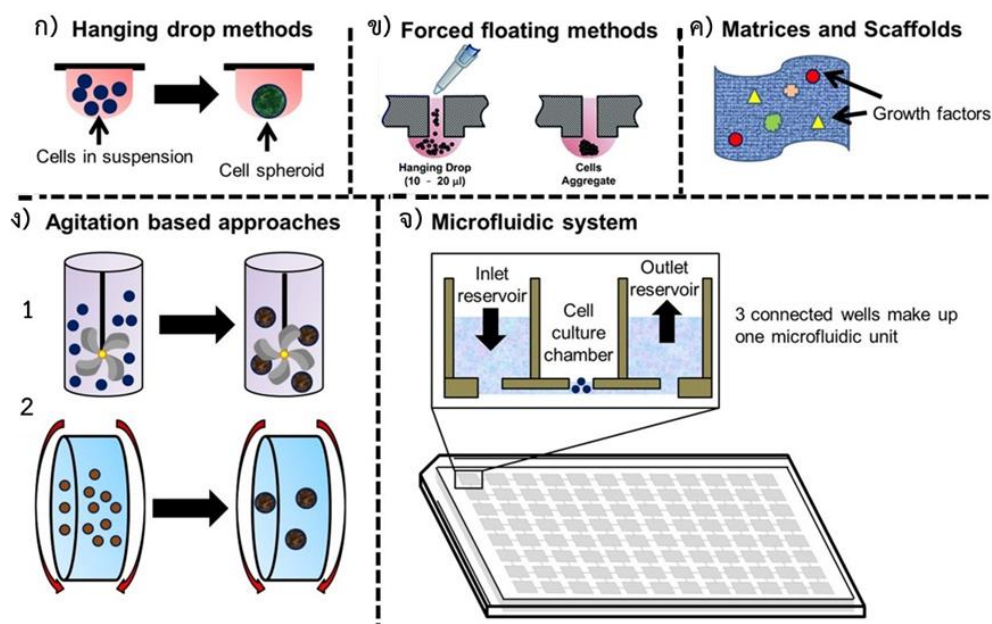 ก) Hanging drop methods
Cells in suspension
Cell spheroid
ข) Forced floating methods
Hanging Drop
(10 - 20 µl)
Cells
Aggregate
ค) Matrices and Scaffolds
Growth factors
ง) Agitation based approaches
1
2
จ) Microfluidic system
Inlet
reservoir
Cell
culture
chamber
Outlet
reservoir
3 connected wells make up
one microfluidic unit